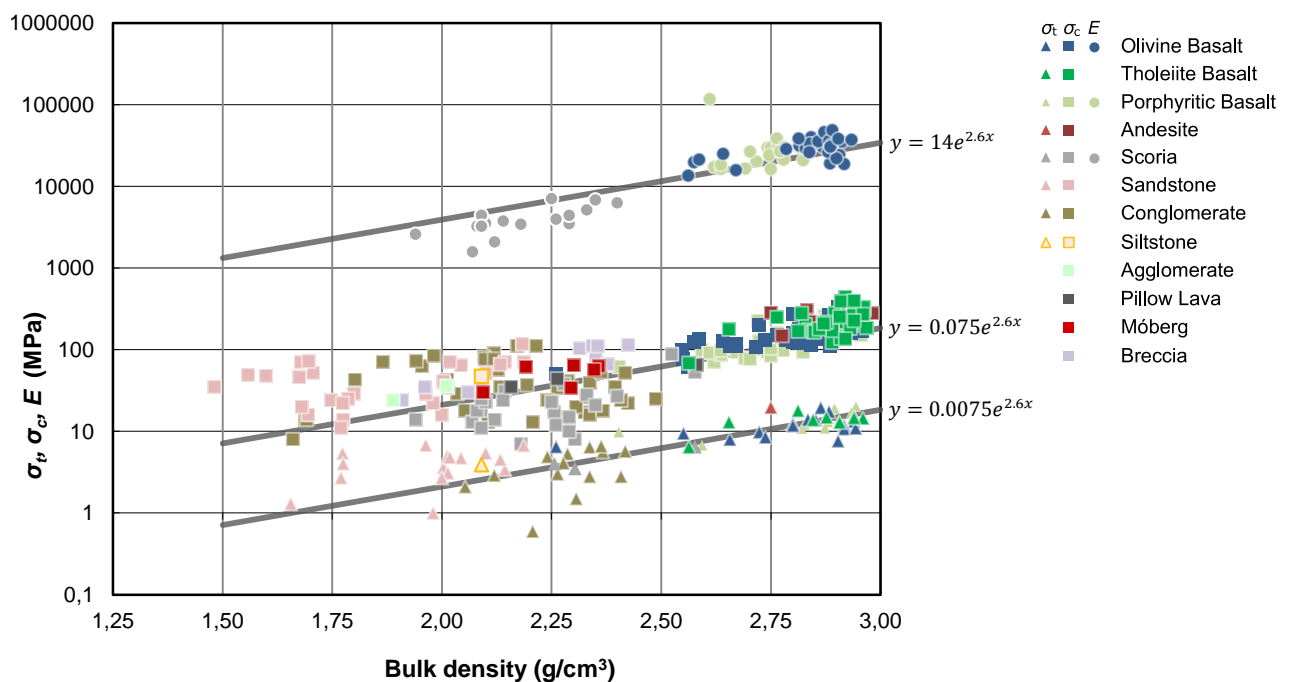 1000000
100000
10000
1000
100
10
1
0,1
σt, σc, E (MPa)
1,25 1,50 1,75 2,00 2,25 2,50 2,75 3,00
Bulk density (g/cm³)
y = 14e^2.6x
y = 0.075e^2.6x
y = 0.0075e^2.6x
σt σc E
Olivine Basalt
Tholeiite Basalt
Porphyritic Basalt
Andesite
Scoria
Sandstone
Conglomerate
Siltstone
Agglomerate
Pillow Lava
Móberg
Breccia